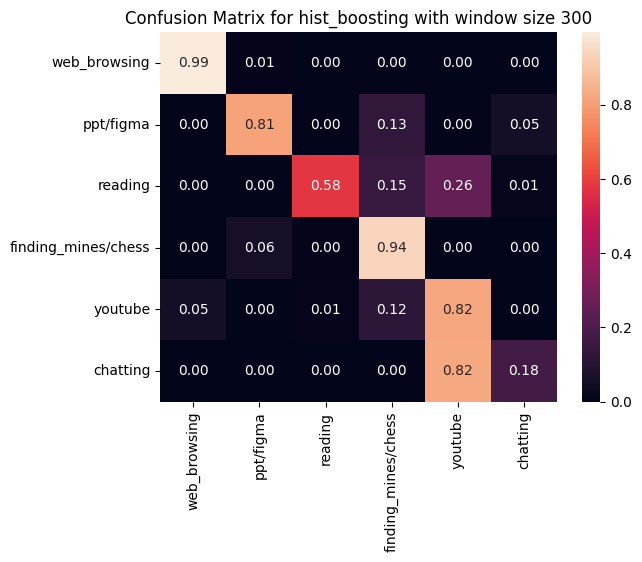 Confusion Matrix for hist_boosting with window size 300
web_browsing 0.99 0.01 0.00 0.00 0.00 0.00
ppt/figma 0.00 0.81 0.00 0.13 0.00 0.05
reading 0.00 0.00 0.58 0.15 0.26 0.01
finding_mines/chess 0.00 0.06 0.00 0.94 0.00 0.00
youtube 0.05 0.00 0.01 0.12 0.82 0.00
chatting 0.00 0.00 0.00 0.00 0.82 0.18
web_browsing
ppt/figma
reading
finding_mines/chess
youtube
chatting
0.8
0.6
0.4
0.2
0.0